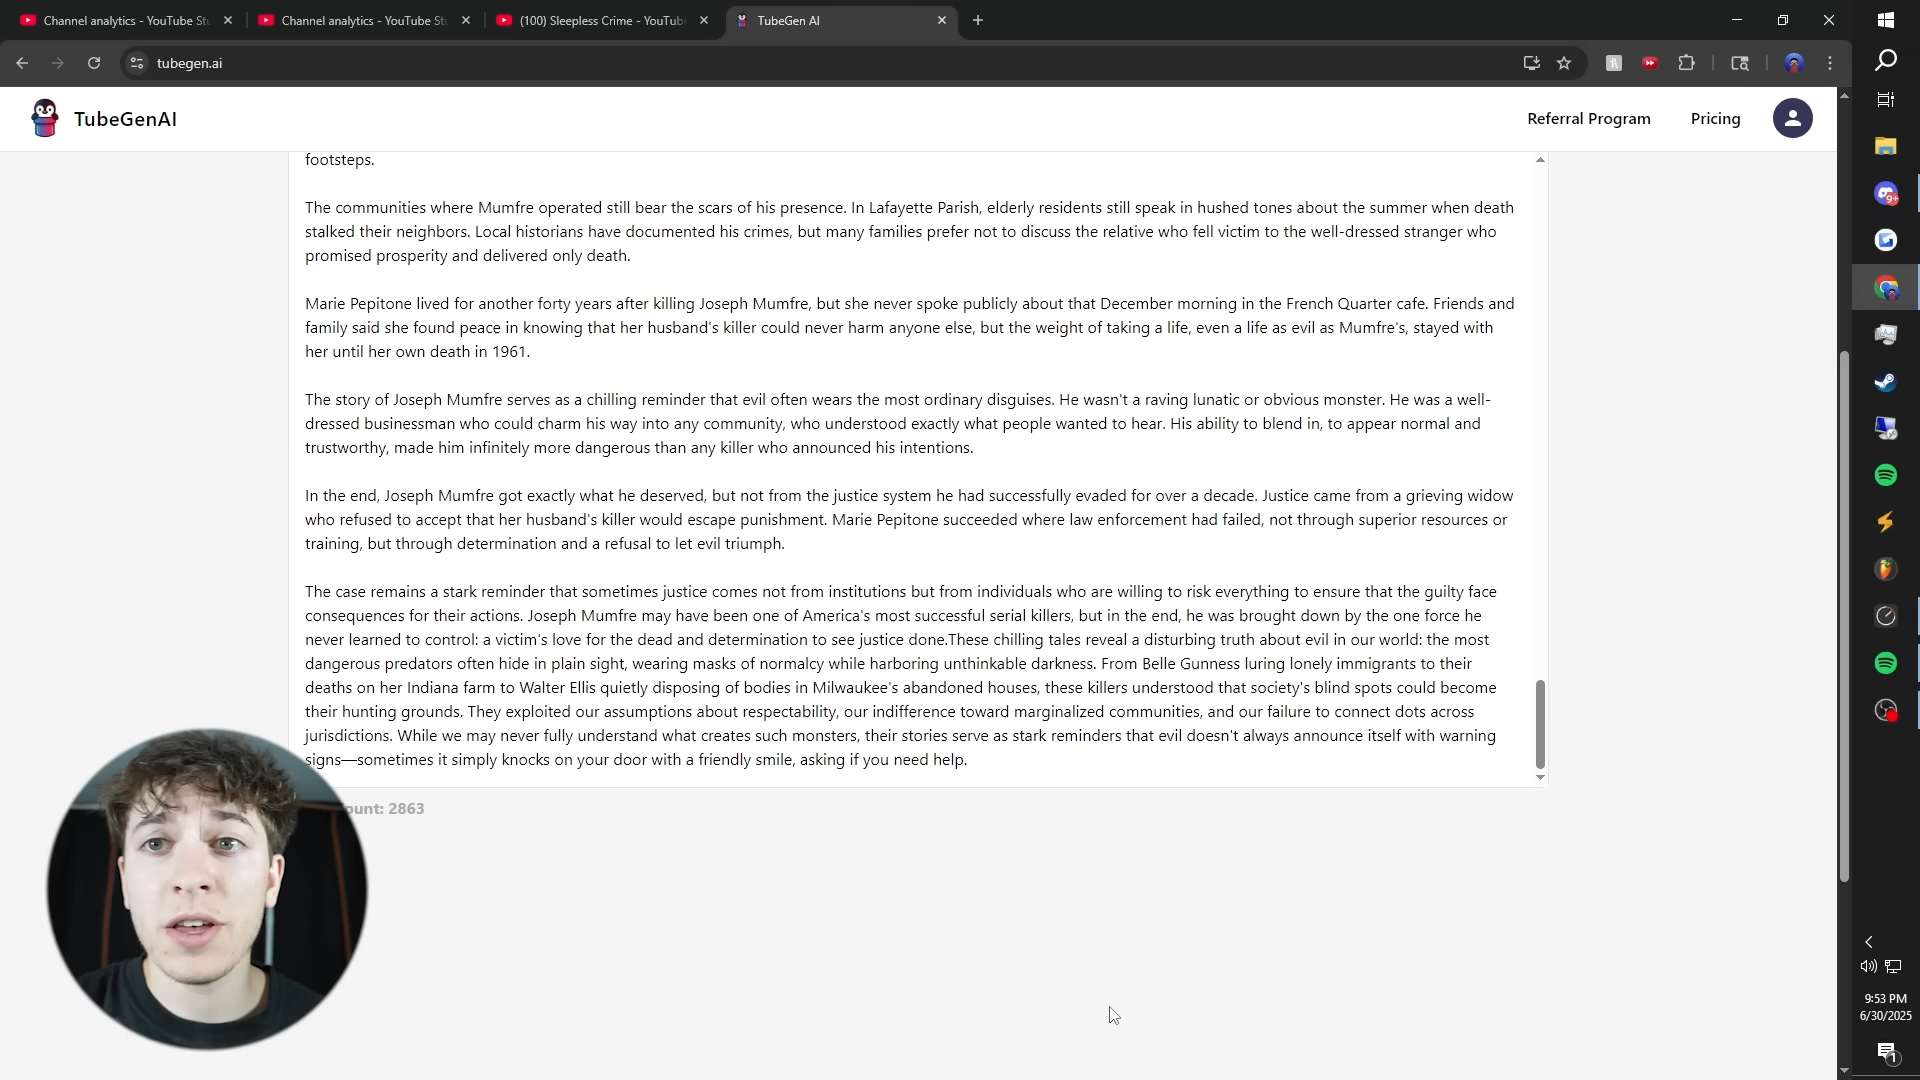 Channel analytics - YouTube St
Channel analytics - YouTube St
(100) Sleepless Crime - YouTube
TubeGen AI
tubegen.ai
TubeGenAI
Referral Program
Pricing
footsteps.
The communities where Mumfre operated still bear the scars of his presence. In Lafayette Parish, elderly residents still speak in hushed tones about the summer when death
stalked their neighbors. Local historians have documented his crimes, but many families prefer not to discuss the relative who fell victim to the well-dressed stranger who
promised prosperity and delivered only death.
Marie Pepitone lived for another forty years after killing Joseph Mumfre, but she never spoke publicly about that December morning in the French Quarter cafe. Friends and
family said she found peace in knowing that her husband's killer could never harm anyone else, but the weight of taking a life, even a life as evil as Mumfre's, stayed with
her until her own death in 1961.
The story of Joseph Mumfre serves as a chilling reminder that evil often wears the most ordinary disguises. He wasn't a raving lunatic or obvious monster. He was a well-
dressed businessman who could charm his way into any community, who understood exactly what people wanted to hear. His ability to blend in, to appear normal and
trustworthy, made him infinitely more dangerous than any killer who announced his intentions.
In the end, Joseph Mumfre got exactly what he deserved, but not from the justice system he had successfully evaded for over a decade. Justice came from a grieving widow
who refused to accept that her husband's killer would escape punishment. Marie Pepitone succeeded where law enforcement had failed, not through superior resources or
training, but through determination and a refusal to let evil triumph.
The case remains a stark reminder that sometimes justice comes not from institutions but from individuals who are willing to risk everything to ensure that the guilty face
consequences for their actions. Joseph Mumfre may have been one of America's most successful serial killers, but in the end, he was brought down by the one force he
never learned to control: a victim's love for the dead and determination to see justice done.These chilling tales reveal a disturbing truth about evil in our world: the most
dangerous predators often hide in plain sight, wearing masks of normalcy while harboring unthinkable darkness. From Belle Gunness luring lonely immigrants to their
deaths on her Indiana farm to Walter Ellis quietly disposing of bodies in Milwaukee's abandoned houses, these killers understood that society's blind spots could become
their hunting grounds. They exploited our assumptions about respectability, our indifference toward marginalized communities, and our failure to connect dots across
jurisdictions. While we may never fully understand what creates such monsters, their stories serve as stark reminders that evil doesn't always announce itself with warning
signs—sometimes it simply knocks on your door with a friendly smile, asking if you need help.
ount: 2863
9+
9:53 PM
6/30/2025
1